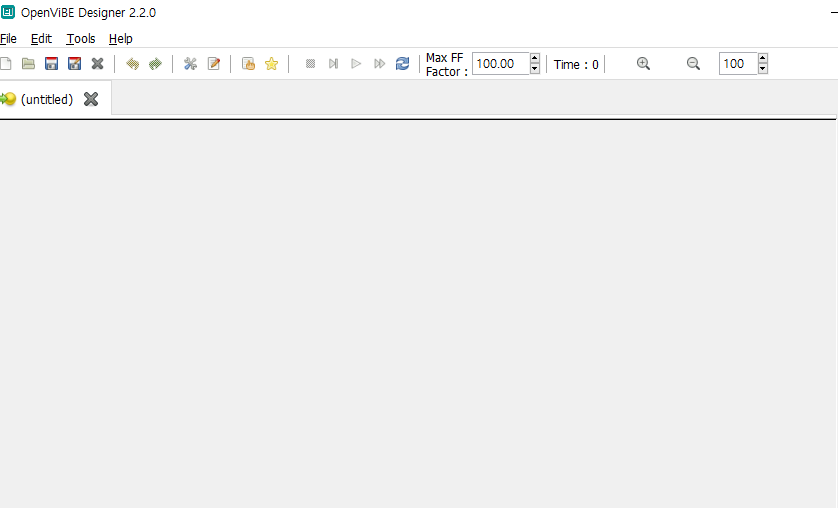 OpenViBE Designer 2.2.0
File Edit Tools Help
Max FF
Factor : 100.00 Time : 0 100
(untitled)